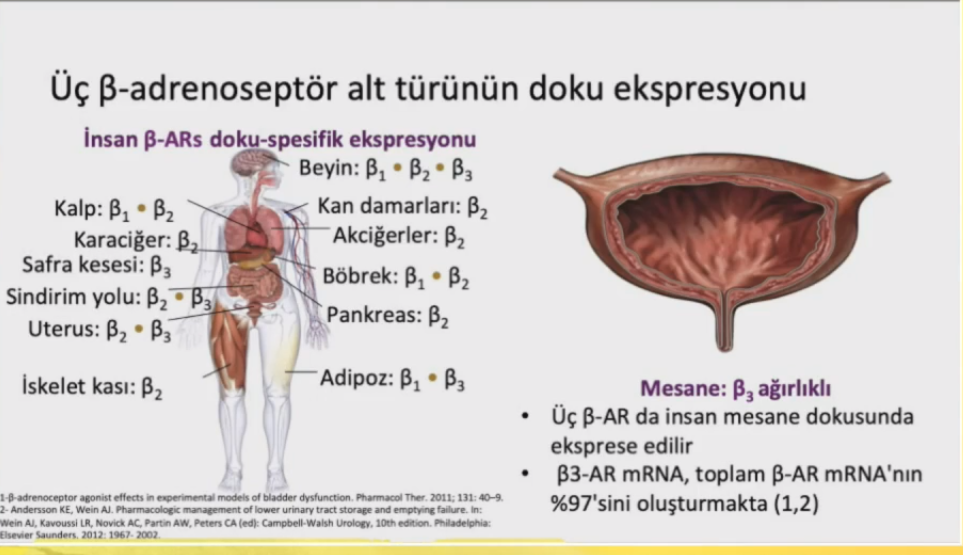 Üç β-adrenoseptör alt türünün doku ekspresyonu
İnsan β-ARs doku-spesifik ekspresyonu
Beyin: β₁ • β₂ • β₃
Kalp: β₁ • β₂
Kan damarları: β₂
Karaciğer: β₂
Akciğerler: β₂
Safra kesesi: β₃
Böbrek: β₁ • β₂
Sindirim yolu: β₂ • β₃
Pankreas: β₂
Uterus: β₂ • β₃
İskelet kası: β₂
Adipoz: β₁ • β₃
Mesane: β₃ ağırlıklı
• Üç β-AR da insan mesane dokusunda
eksprese edilir
• β3-AR mRNA, toplam β-AR mRNA'nın
%97'sini oluşturmakta (1,2)
1-β-adrenoceptor agonist effects in experimental models of bladder dysfunction. Pharmacol Ther. 2011; 131: 40–9.
2- Andersson KE, Wein AJ. Pharmacologic management of lower urinary tract storage and emptying failure. In:
Wein AJ, Kavoussi LR, Novick AC, Partin AW, Peters CA (ed): Campbell-Walsh Urology, 10th edition. Philadelphia:
Elsevier Saunders. 2012: 1967- 2002.